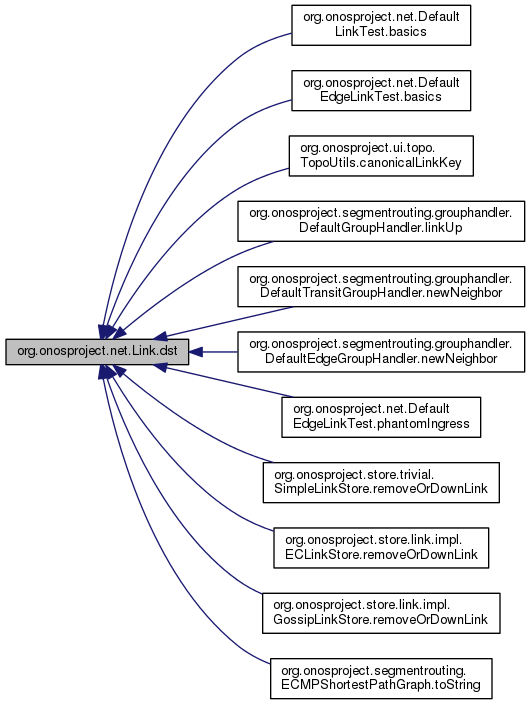 org.onosproject.net.Default
LinkTest.basics
org.onosproject.net.Default
EdgeLinkTest.basics
org.onosproject.ui.topo.
TopoUtils.canonicalLinkKey
org.onosproject.segmentrouting.grouphandler.
DefaultGroupHandler.linkUp
org.onosproject.segmentrouting.grouphandler.
DefaultTransitGroupHandler.newNeighbor
org.onosproject.net.Link.dst
org.onosproject.segmentrouting.grouphandler.
DefaultEdgeGroupHandler.newNeighbor
org.onosproject.net.Default
EdgeLinkTest.phantomIngress
org.onosproject.store.trivial.
SimpleLinkStore.removeOrDownLink
org.onosproject.store.link.impl.
ECLinkStore.removeOrDownLink
org.onosproject.store.link.impl.
GossipLinkStore.removeOrDownLink
org.onosproject.segmentrouting.
ECMPShortestPathGraph.toString